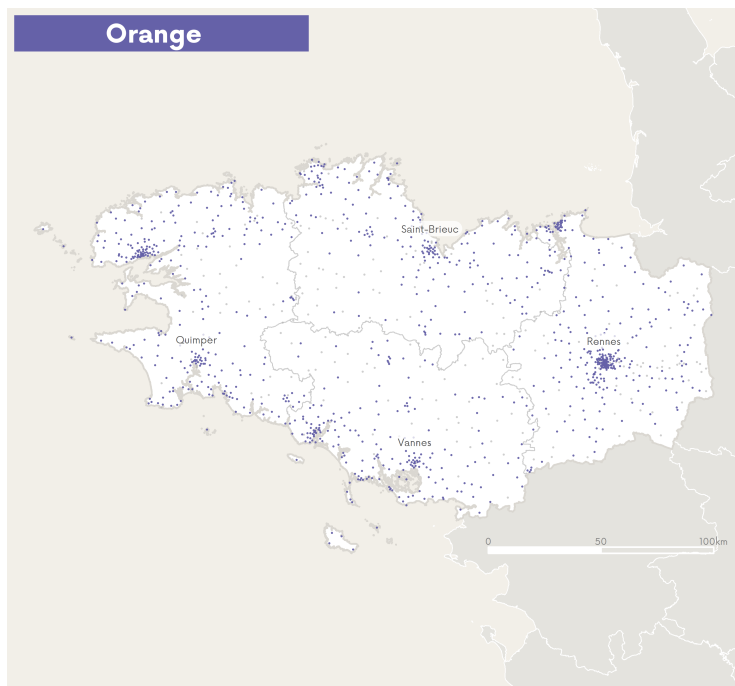 Orange
Saint-Brieuc
Quimper
Rennes
Vannes
0 50 100km